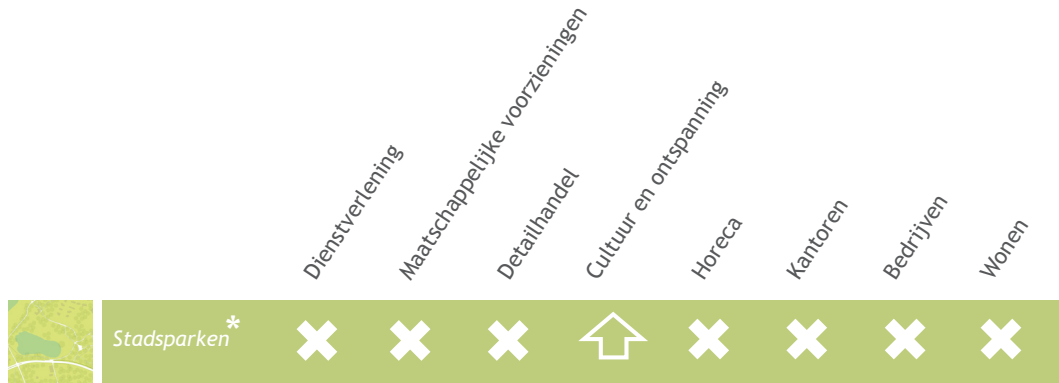 Dienstverlening
Maatschappelijke voorzieningen
Detailhandel
Cultuur en ontspanning
Horeca
Kantoren
Bedrijven
Wonen
Stadsparken*